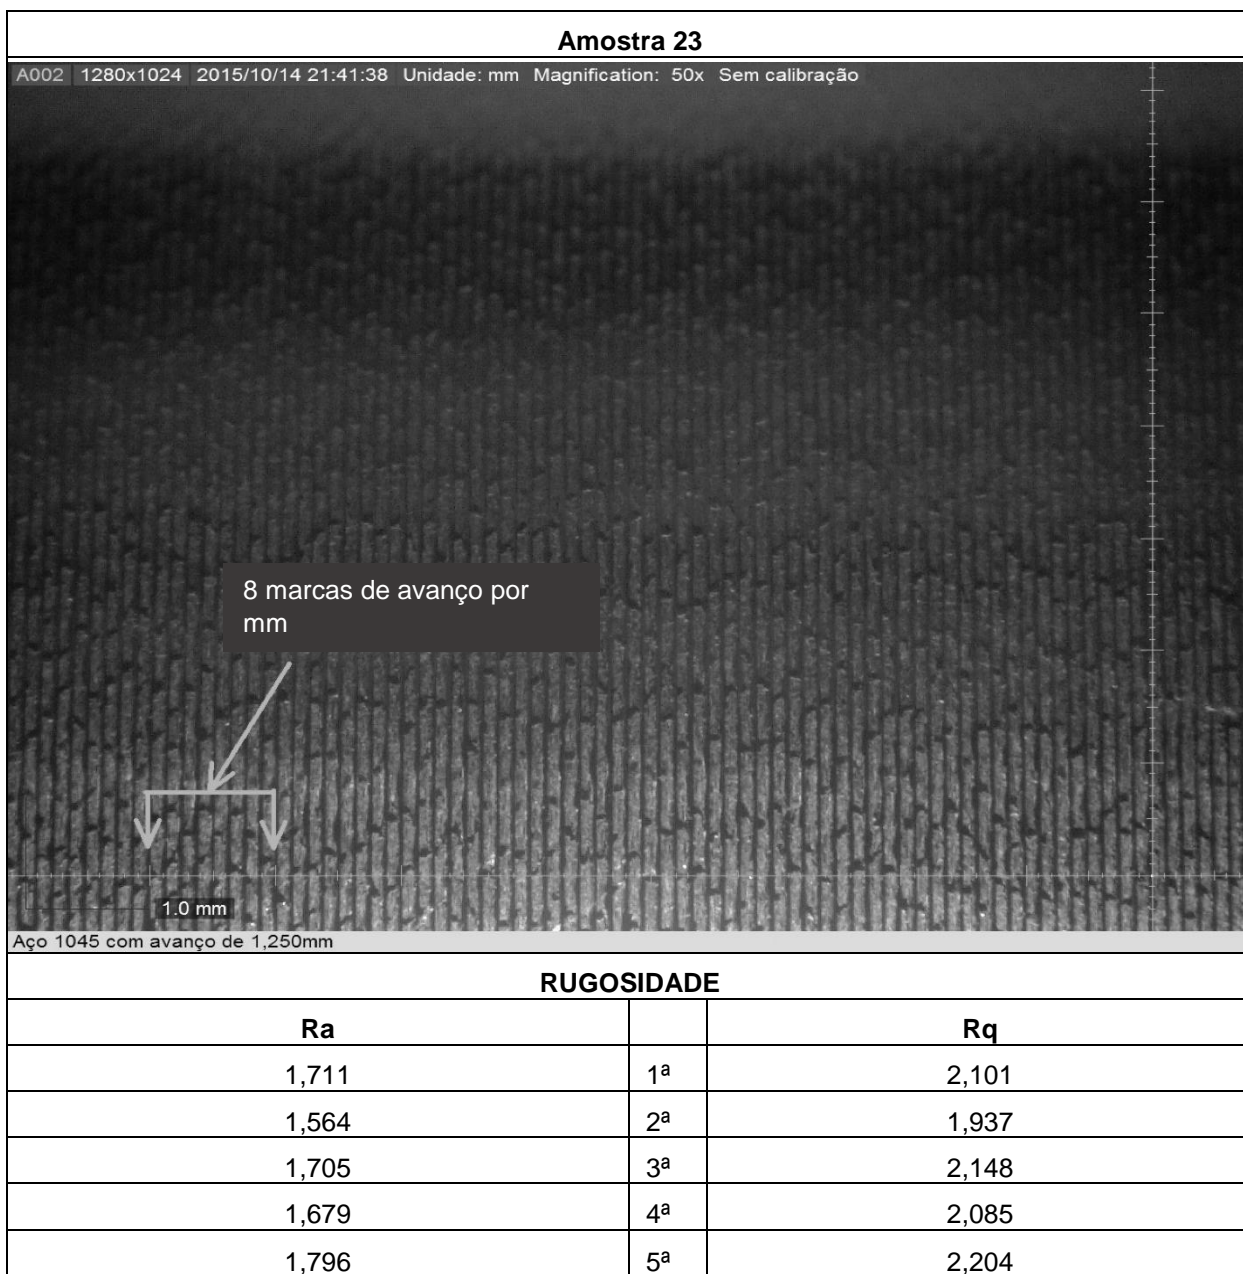 Amostra 23
A002 1280x1024 2015/10/14 21:41:38 Unidade: mm Magnification: 50x Sem calibração
8 marcas de avanço por
mm
1.0 mm
Aço 1045 com avanço de 1,250mm
RUGOSIDADE
Ra Rq
1,711 1ª 2,101
1,564 2ª 1,937
1,705 3ª 2,148
1,679 4ª 2,085
1,796 5ª 2,204